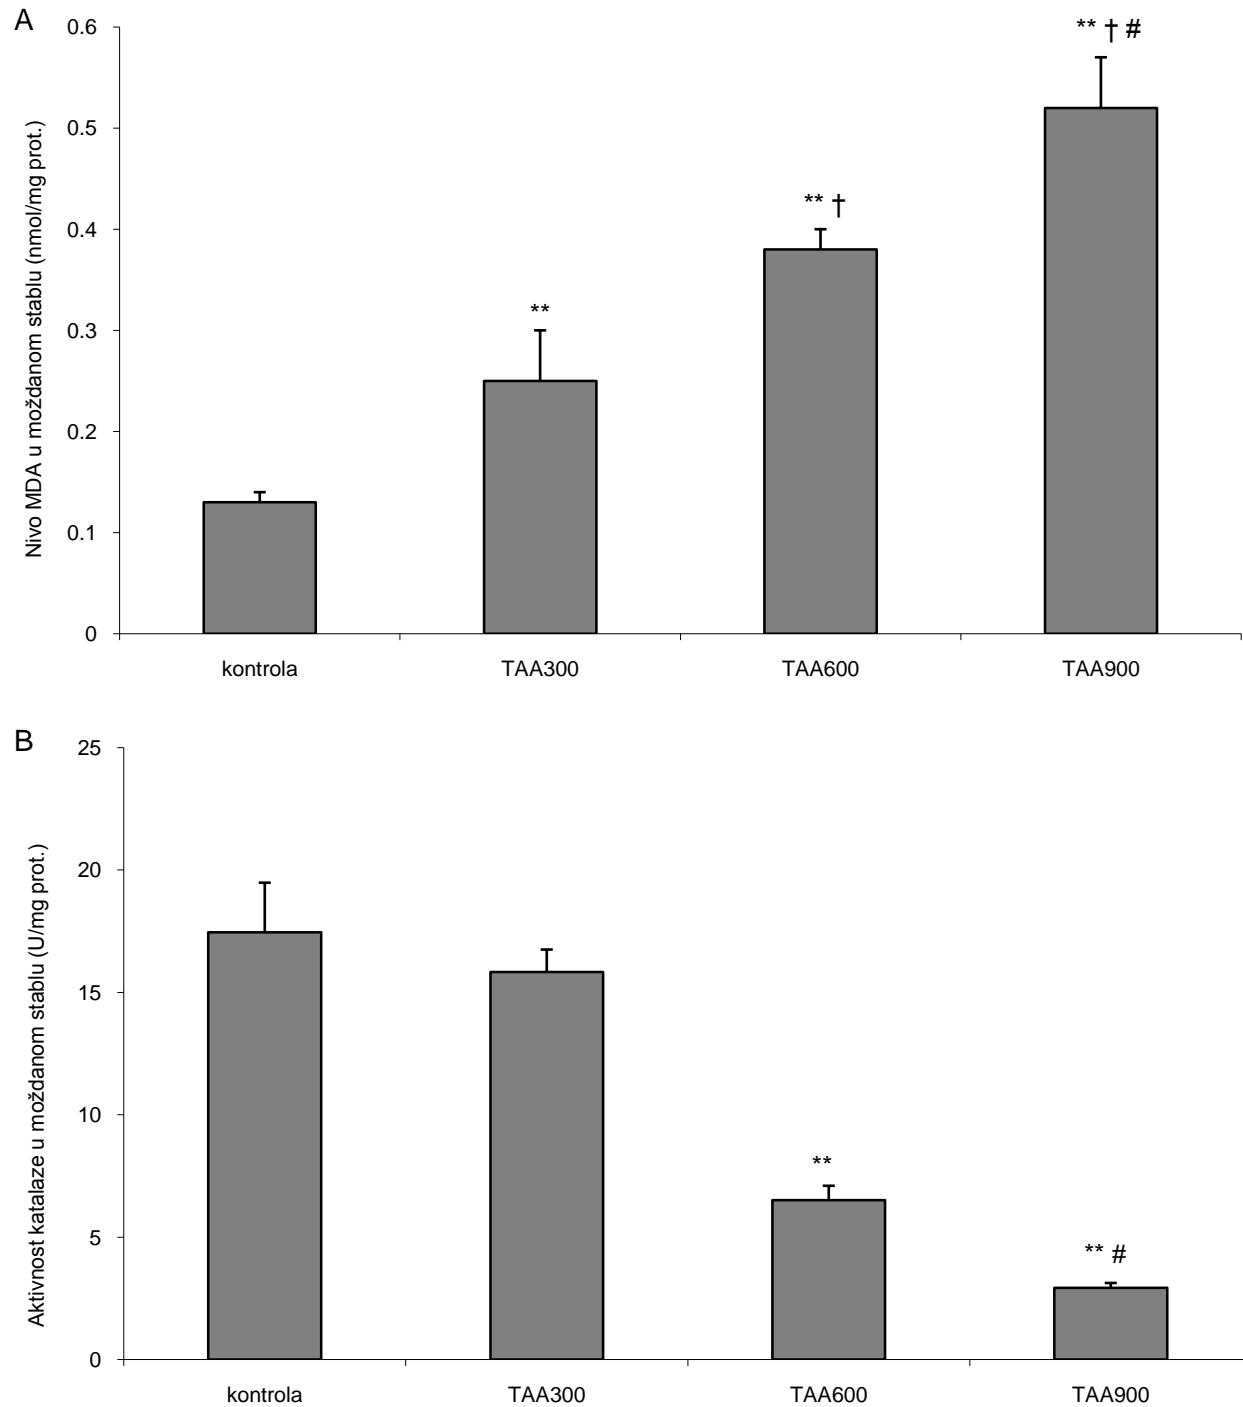 A
Nivo MDA u moždanom stablu (nmol/mg prot.)
0.6
0.5
0.4
0.3
0.2
0.1
0
**
** †
** † #
kontrola TAA300 TAA600 TAA900
B
Aktivnost katalaze u moždanom stablu (U/mg prot.)
25
20
15
10
5
0
**
** #
kontrola TAA300 TAA600 TAA900